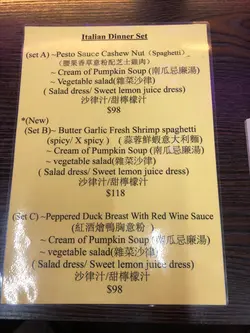 Italian Dinner Set
(set A) ~Pesto Sauce Cashew Nut (Spaghetti)
(腰果香草意粉配芝士雞肉)
~ Cream of Pumpkin Soup (南瓜忌廉湯)
~ Vegetable salad(雜菜沙律)
( Salad dress/ Sweet lemon juice dress)
沙律汁/甜檸檬汁
$98
*(New)
(Set B)~ Butter Garlic Fresh Shrimp spaghetti
(spicy/ X spicy ) (蒜蓉鮮蝦意大利麵)
~ Cream of Pumpkin Soup (南瓜忌廉湯)
~ vegetable salad(雜菜沙律)
( Salad dress/ Sweet lemon juice dress)
沙律汁/甜檸檬汁
$118
(Set C) ~Peppered Duck Breast With Red Wine Sauce
(紅酒燴鴨胸意粉 )
~ Cream of Pumpkin Soup (南瓜忌廉湯)
~ vegetable salad(雜菜沙律)
( Salad dress/ Sweet lemon juice dress)
沙律汁/甜檸檬汁
$98